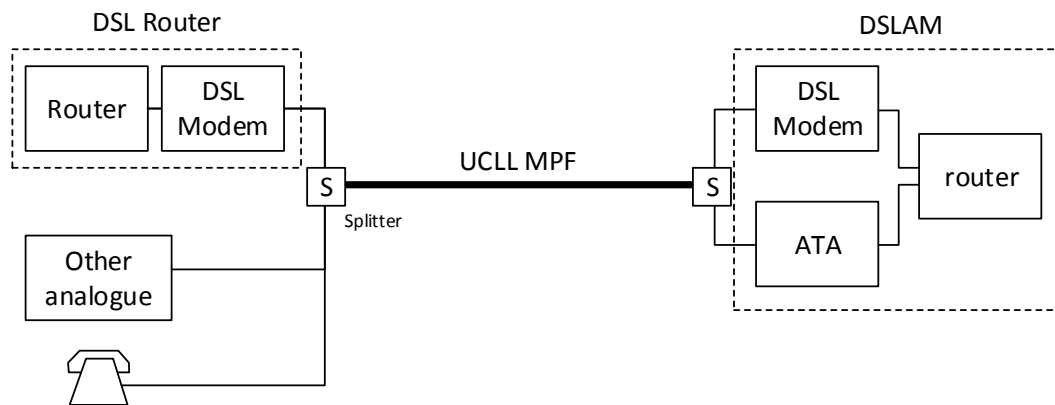 DSL Router
DSLAM
Router
DSL
Modem
DSL
Modem
UCLL MPF
S
S
router
Splitter
ATA
Other
analogue